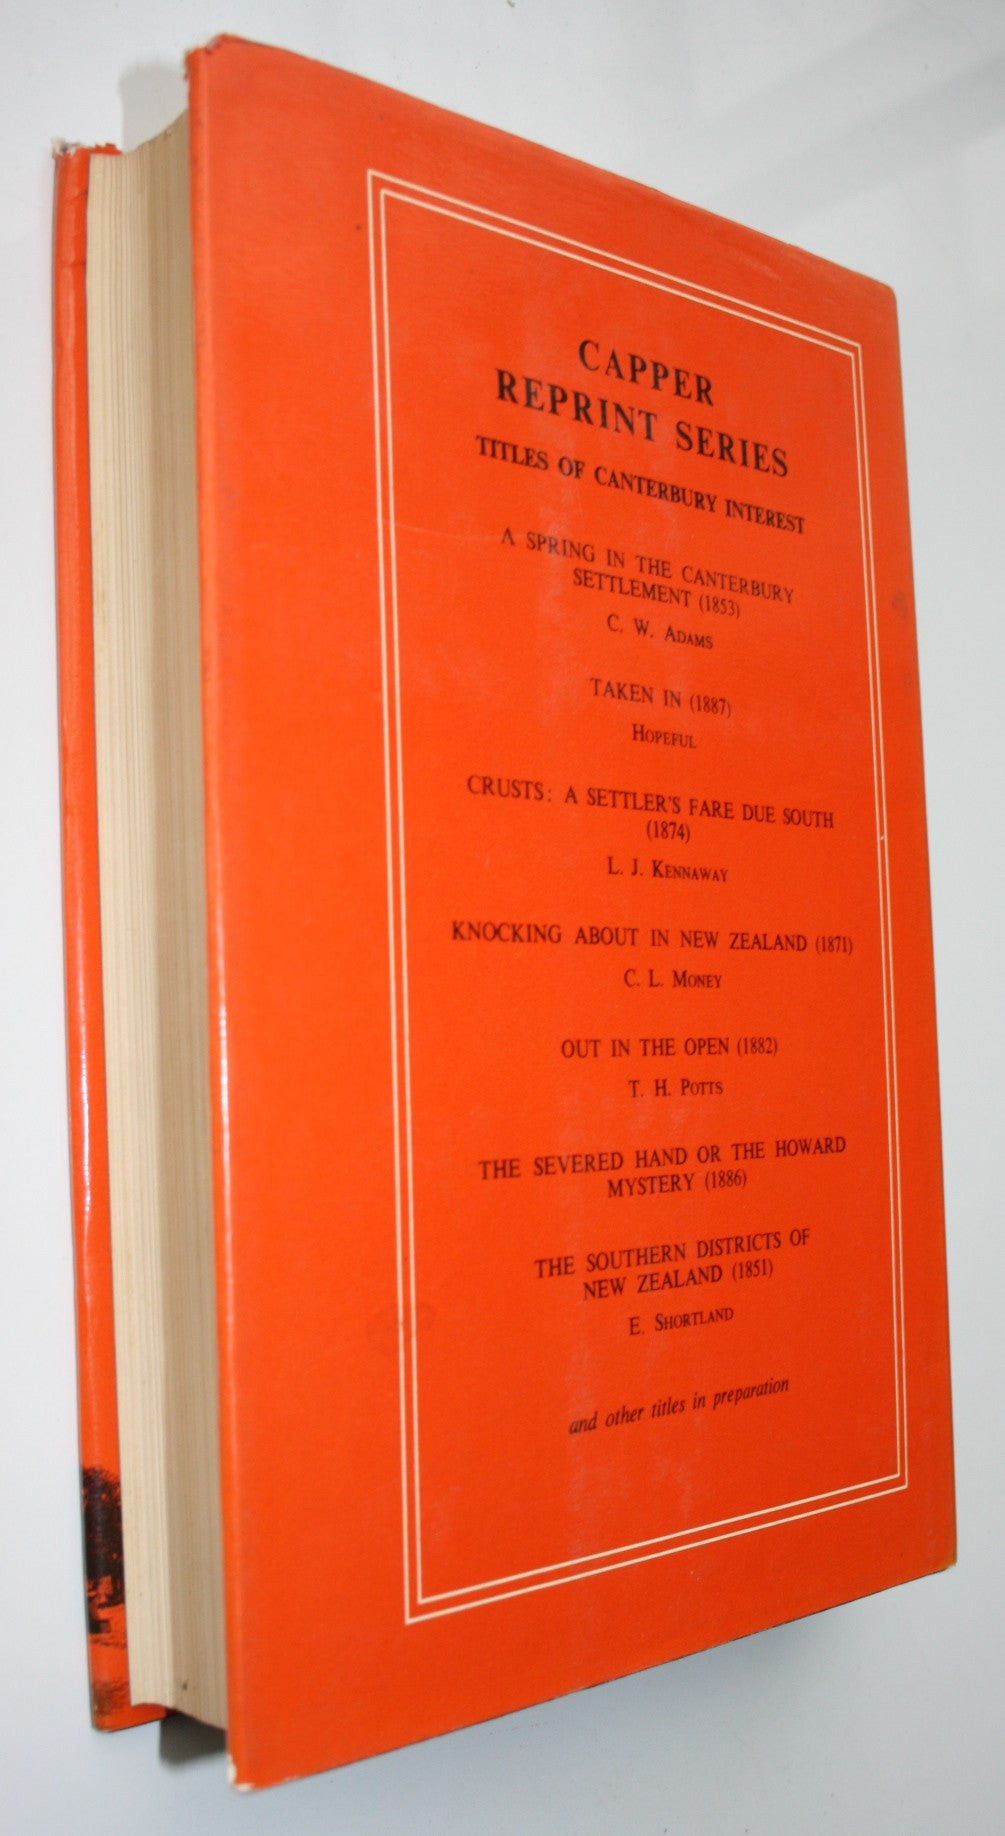 CAPPER
REPRINT SERIES
TITLES OF CANTERBURY INTEREST
A SPRING IN THE CANTERBURY
SETTLEMENT (1853)
C. W. ADAMS
TAKEN IN (1887)
HOPEFUL
CRUSTS: A SETTLER'S FARE DUE SOUTH
(1874)
L. J. KENNAWAY
KNOCKING ABOUT IN NEW ZEALAND (1871)
C. L. MONEY
OUT IN THE OPEN (1882)
T. H. POTTS
THE SEVERED HAND OR THE HOWARD
MYSTERY (1886)
THE SOUTHERN DISTRICTS OF
NEW ZEALAND (1851)
E. SHORTLAND
and other titles in preparation